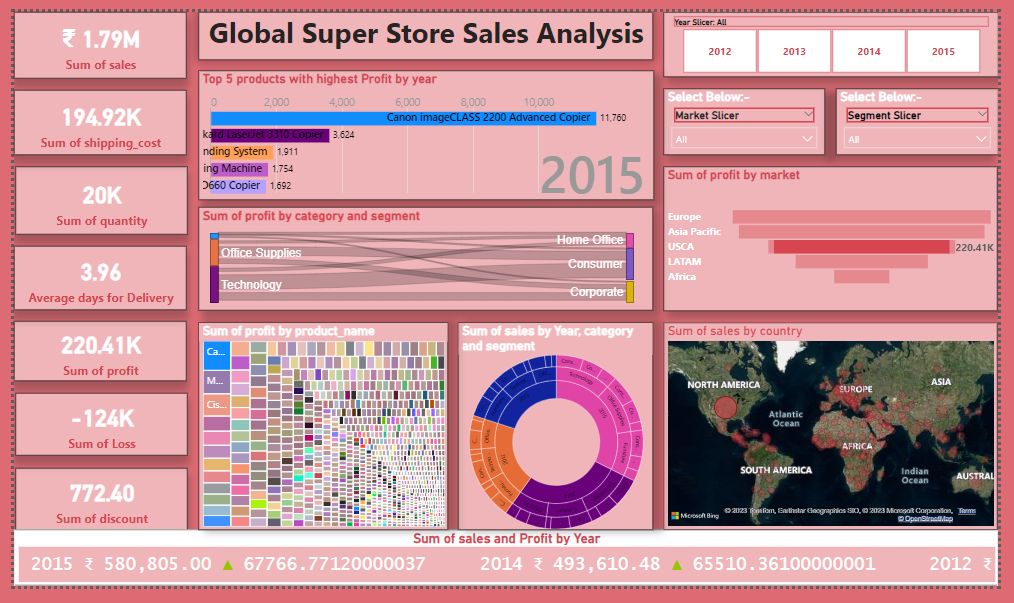 ₹ 1.79M
Sum of sales
194.92K
Sum of shipping_cost
20K
Sum of quantity
3.96
Average days for Delivery
220.41K
Sum of profit
-124K
Sum of Loss
772.40
Sum of discount
Global Super Store Sales Analysis
Top 5 products with highest Profit by year
0 2,000 4,000 6,000 8,000 10,000
Canon imageCLASS 2200 Advanced Copier 11,760
kard LaserJet 3310 Copier 3,624
nding System 1,911
ing Machine 1,754
D660 Copier 1,692
2015
Sum of profit by category and segment
Office Supplies
Technology
Home Office
Consumer
Corporate
Sum of profit by product_name
Ca...
M...
Cis...
Sum of sales by Year, category
and segment
Technology
Year Slicer: All
2012 2013 2014 2015
Select Below:-
Market Slicer
All
Select Below:-
Segment Slicer
All
Sum of profit by market
Europe
Asia Pacific
USCA 220.41K
LATAM
Africa
Sum of sales by country
NORTH AMERICA
EUROPE
ASIA
Atlantic
Ocean
AFRICA
SOUTH AMERICA
Indian
Ocean
AUSTRAL
Microsoft Bing
© 2023 TomTom, Earthstar Geographics SIO, © 2023 Microsoft Corporation, Terms
© OpenStreetMap
Sum of sales and Profit by Year
2015 ₹ 580,805.00 ▲ 67766.77120000037 2014 ₹ 493,610.48 ▲ 65510.36100000001 2012 ₹